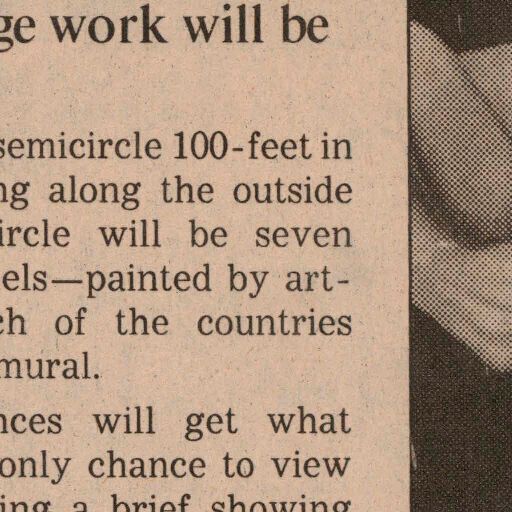 ge work will be
semicircle 100-feet in
ng along the outside
ircle will be seven
els—painted by art-
ch of the countries
mural.
nces will get what
only chance to view
ing a brief showing